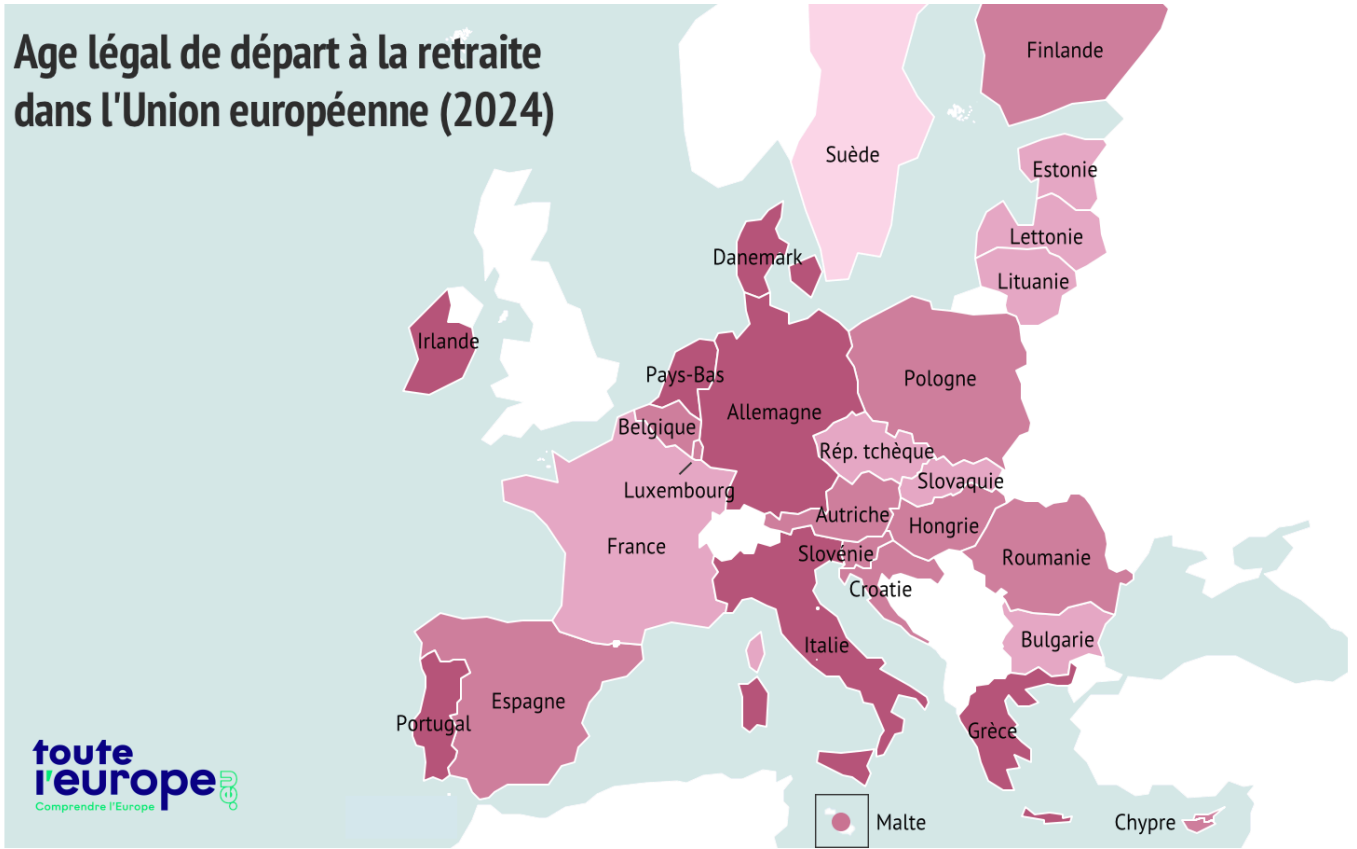 Age légal de départ à la retraite
dans l'Union européenne (2024)
Finlande
Suède
Estonie
Lettonie
Danemark
Lituanie
Irlande
Pays-Bas
Pologne
Allemagne
Belgique
Rép. tchèque
Slovaquie
Luxembourg
Autriche
Hongrie
France
Slovénie
Roumanie
Croatie
Bulgarie
Italie
Espagne
Portugal
Grèce
toute
l'europe
.eu
Comprendre l'Europe
Malte
Chypre